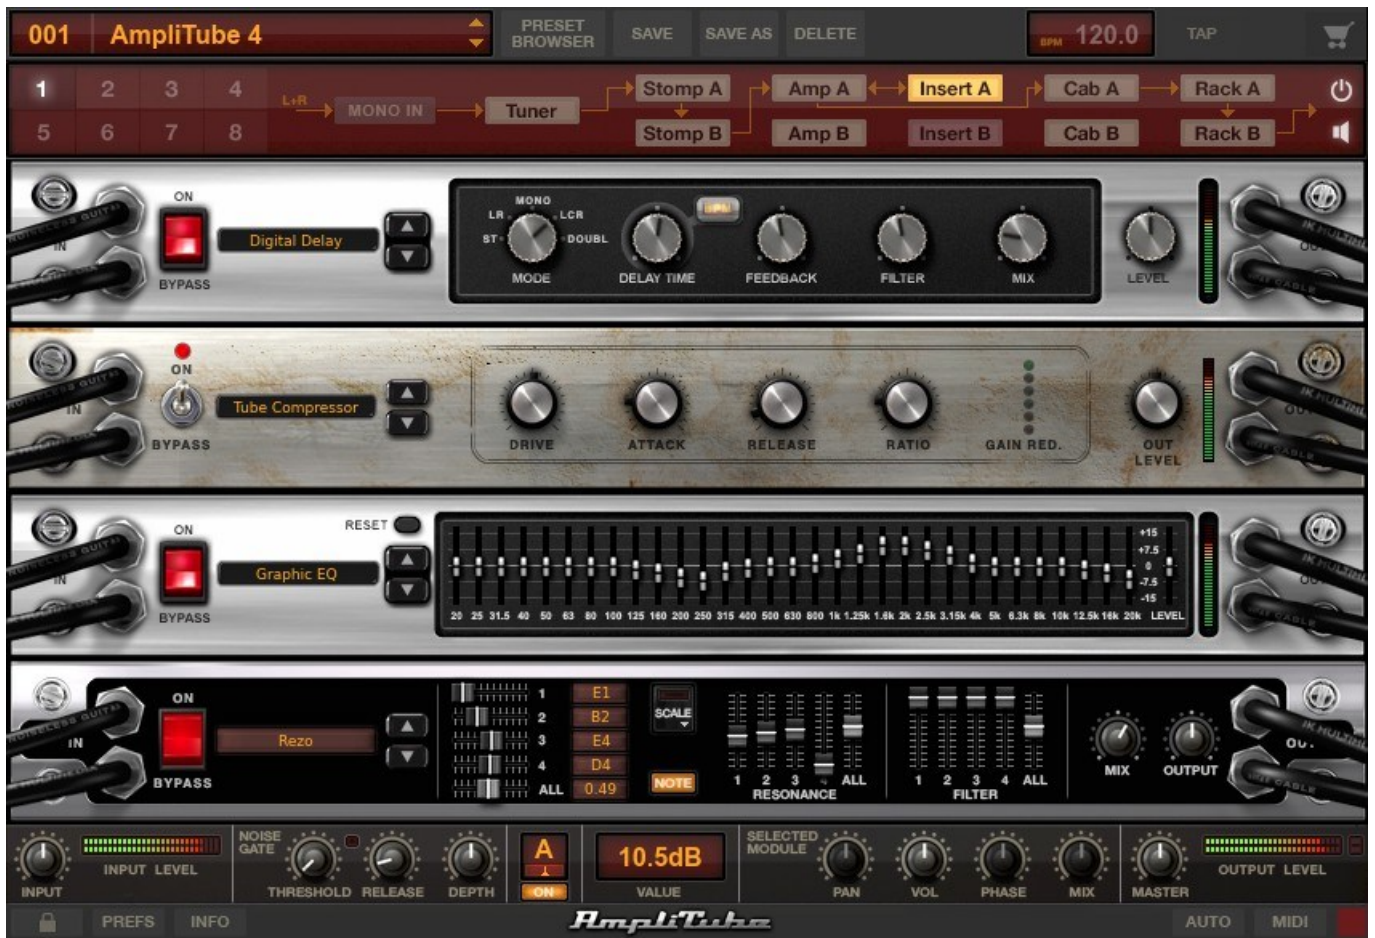 001 AmpliTube 4 PRESET BROWSER SAVE SAVE AS DELETE BPM 120.0 TAP
1 2 3 4 L+R MONO IN Tuner Stomp A Amp A Insert A Cab A Rack A
5 6 7 8 Stomp B Amp B Insert B Cab B Rack B
ON
MONO
LR LCR
ST DOUBL
IN Digital Delay
BPM
BYPASS MODE DELAY TIME FEEDBACK FILTER MIX LEVEL
ON
IN Tube Compressor
BYPASS DRIVE ATTACK RELEASE RATIO GAIN RED. OUT LEVEL
ON RESET
IN Graphic EQ
BYPASS
+15
+7.5
0
-7.5
-15
20 25 31.5 40 50 63 80 100 125 160 200 250 315 400 500 630 800 1k 1.25k 1.6k 2k 2.5k 3.15k 4k 5k 6.3k 8k 10k 12.5k 16k 20k LEVEL
ON
IN Rezo
BYPASS
1 E1
2 B2
3 E4
4 D4
ALL 0.49
SCALE
NOTE
1 2 3 4 ALL
RESONANCE
1 2 3 4 ALL
FILTER
MIX OUTPUT
INPUT INPUT LEVEL
NOISE GATE THRESHOLD RELEASE DEPTH
A
ON
10.5dB
VALUE
SELECTED MODULE PAN VOL PHASE MIX
MASTER OUTPUT LEVEL
PREFS INFO AmpliTube AUTO MIDI